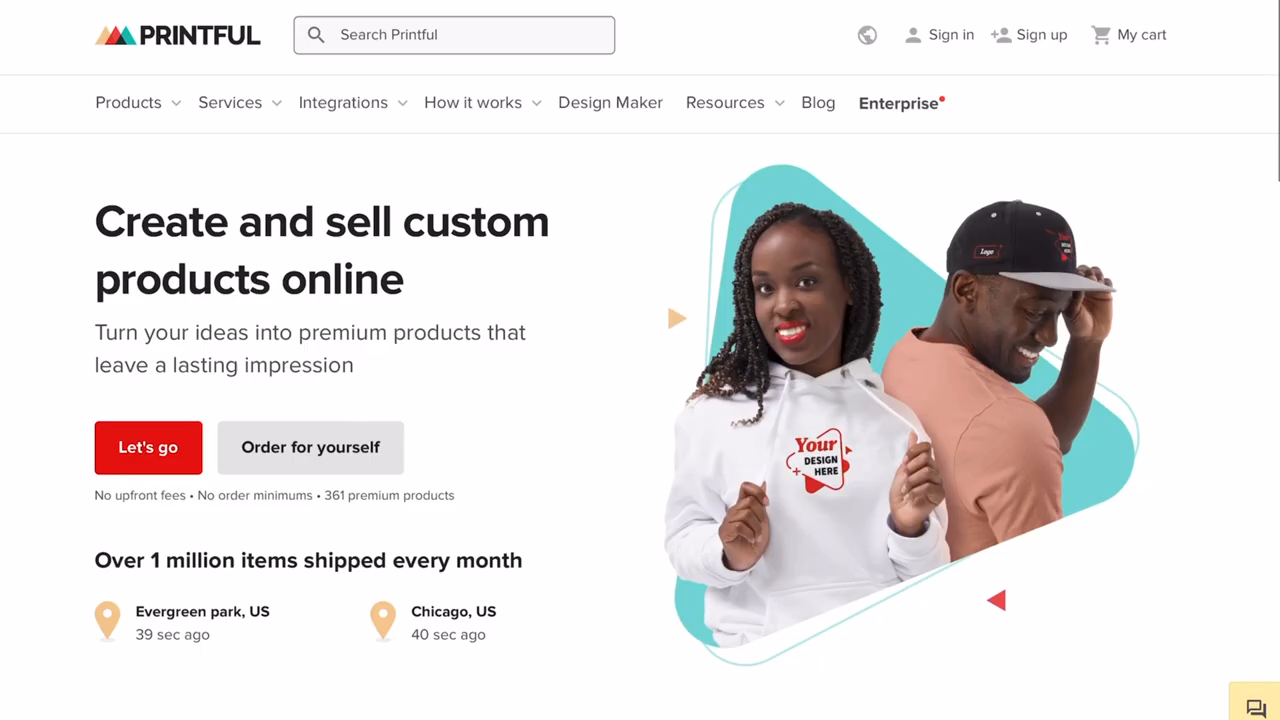 PRINTFUL
Search Printful
Sign in
Sign up
My cart
Products
Services
Integrations
How it works
Design Maker
Resources
Blog
Enterprise
Create and sell custom
products online
Turn your ideas into premium products that
leave a lasting impression
Let's go
Order for yourself
No upfront fees • No order minimums • 361 premium products
Over 1 million items shipped every month
Evergreen park, US
39 sec ago
Chicago, US
40 sec ago
Your
DESIGN
HERE
Logo
Your
DESIGN
HERE